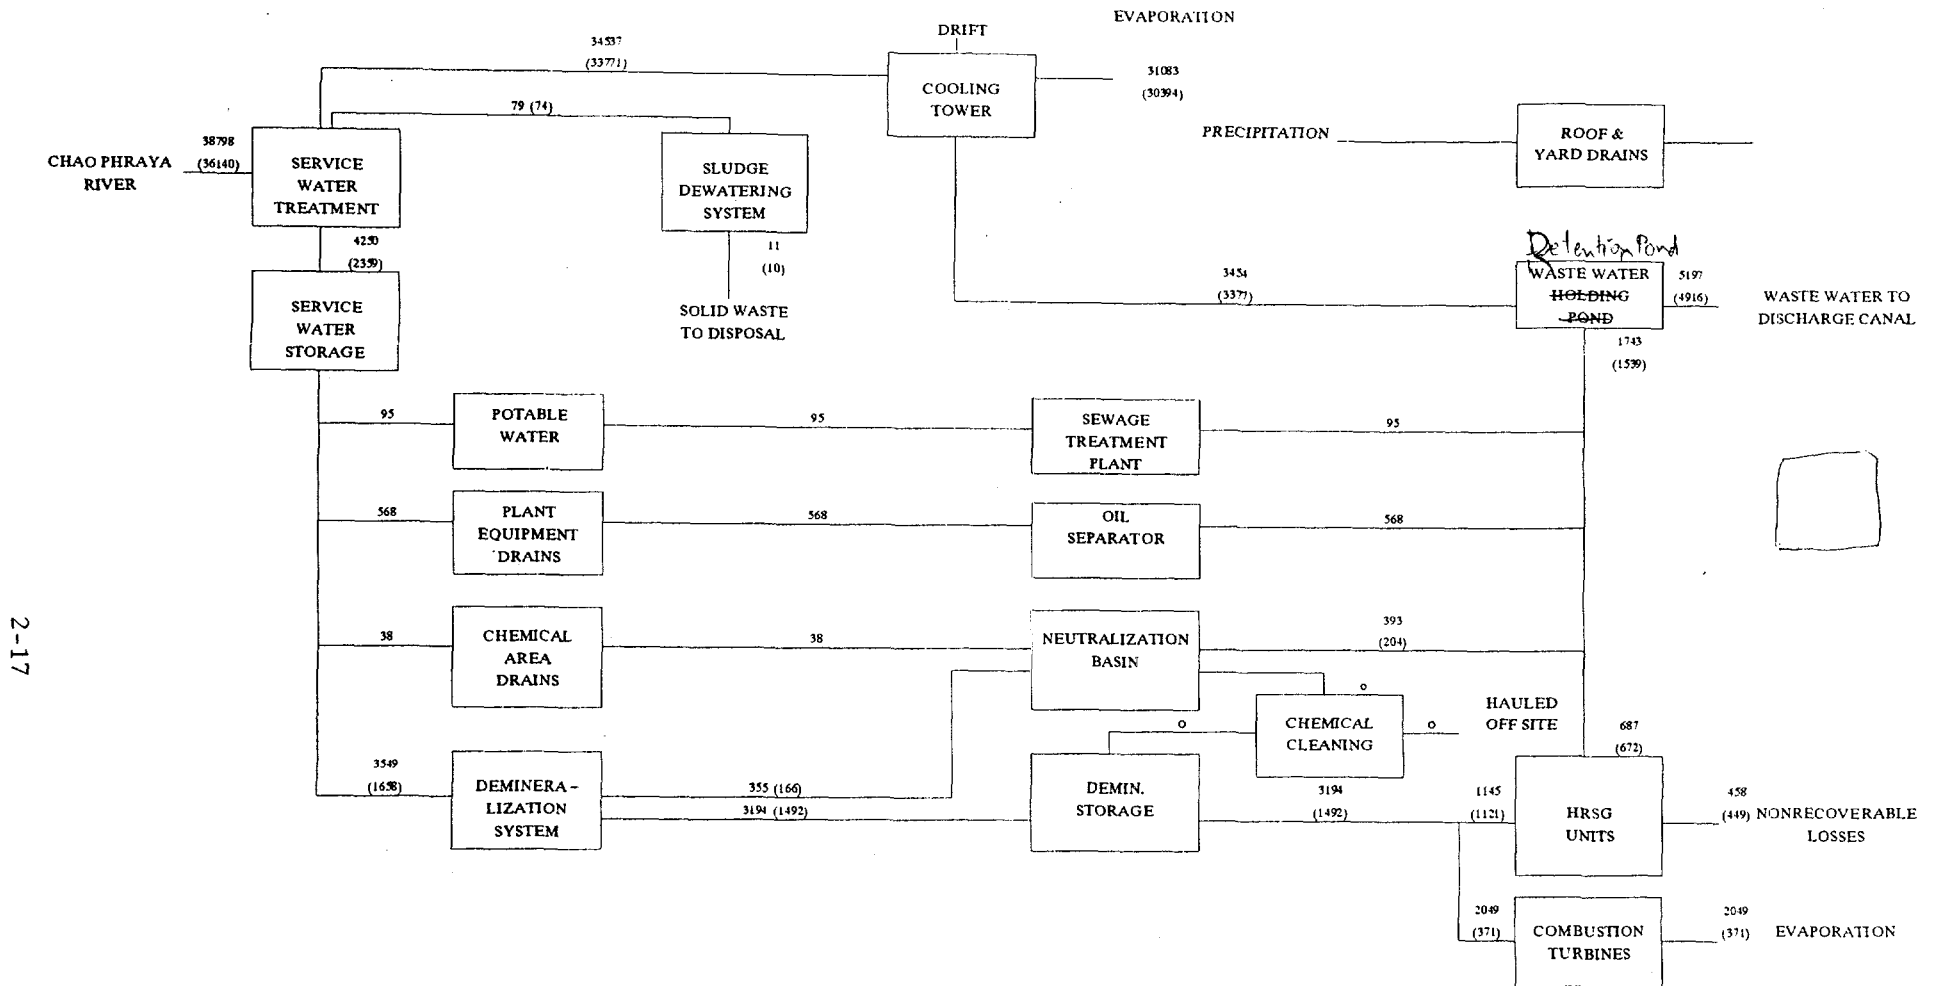 EVAPORATION
DRIFT
34537
(33771)
COOLING
TOWER
31083
(30394)
79 (74)
PRECIPITATION
ROOF &
YARD DRAINS
CHAO PHRAYA
RIVER
38798
(36140)
SERVICE
WATER
TREATMENT
SLUDGE
DEWATERING
SYSTEM
4250
(2359)
11
(10)
SOLID WASTE
TO DISPOSAL
SERVICE
WATER
STORAGE
3454
(3377)
Detention Pond
WASTE WATER
HOLDING
POND
5197
(4916)
WASTE WATER TO
DISCHARGE CANAL
1743
(1539)
95
POTABLE
WATER
95
SEWAGE
TREATMENT
PLANT
95
568
PLANT
EQUIPMENT
DRAINS
568
OIL
SEPARATOR
568
38
CHEMICAL
AREA
DRAINS
38
NEUTRALIZATION
BASIN
393
(204)
o
CHEMICAL
CLEANING
o
o
HAULED
OFF SITE
687
(672)
3549
(1658)
DEMINERA-
LIZATION
SYSTEM
355 (166)
3194 (1492)
DEMIN.
STORAGE
3194
(1492)
1145
(1121)
HRSG
UNITS
458
(449) NONRECOVERABLE
LOSSES
2049
(371)
COMBUSTION
TURBINES
2049
(371)
EVAPORATION
2-17